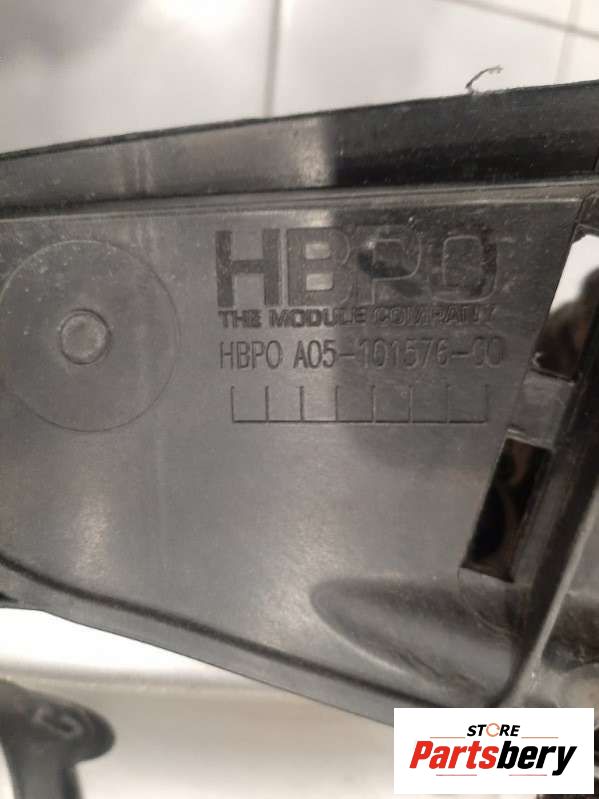 HBPO
THE MODULE COMPANY
HBPO A05-101576-00
STORE
Partsbery